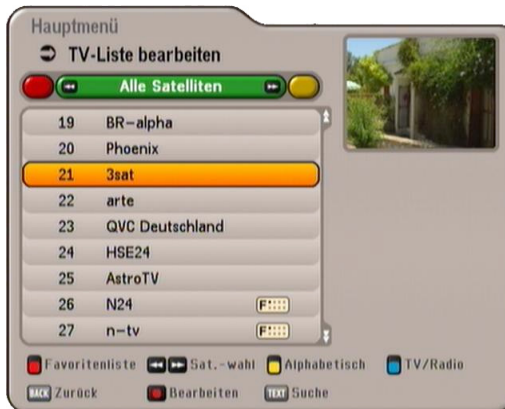 Hauptmenü
TV-Liste bearbeiten
Alle Satelliten
19 BR-alpha
20 Phoenix
21 3sat
22 arte
23 QVC Deutschland
24 HSE24
25 AstroTV
26 N24 F
27 n-tv F
Favoritenliste Sat.-wahl Alphabetisch TV/Radio
BACK Zurück Bearbeiten TEXT Suche